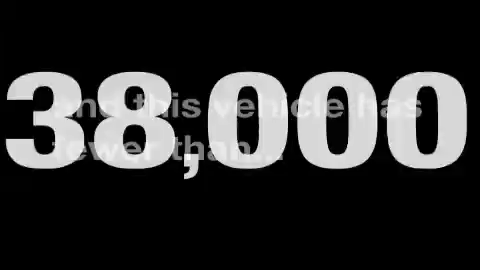 and this vehicle has
fewer than...
38,000